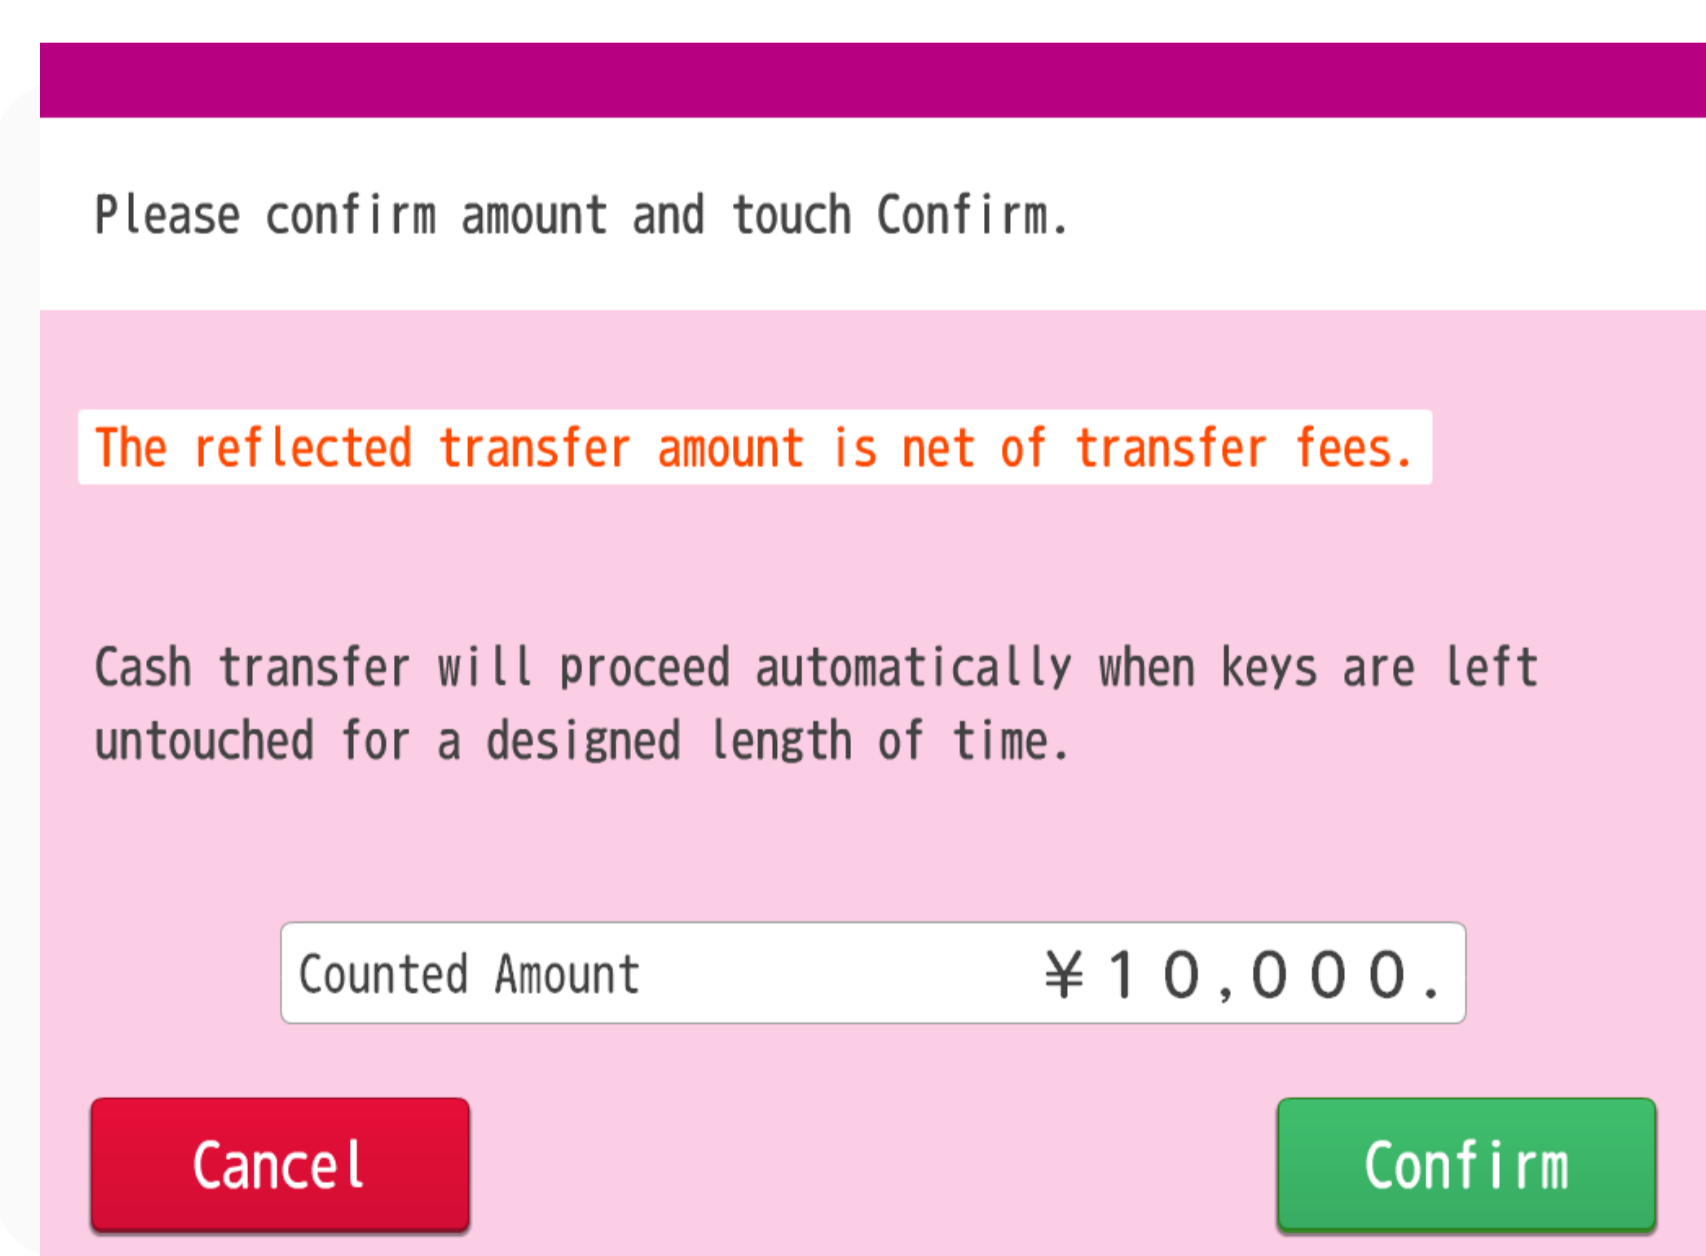 Please confirm amount and touch Confirm.
The reflected transfer amount is net of transfer fees.
Cash transfer will proceed automatically when keys are left
untouched for a designed length of time.
Counted Amount ¥10,000.
Cancel Confirm